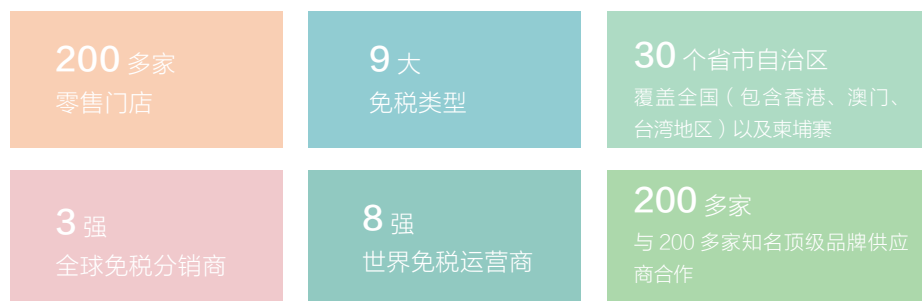 200 多家
零售门店
9 大
免税类型
30 个省市自治区
覆盖全国（包含香港、澳门、
台湾地区）以及柬埔寨
3 强
全球免税分销商
8 强
世界免税运营商
200 多家
与 200 多家知名顶级品牌供应
商合作